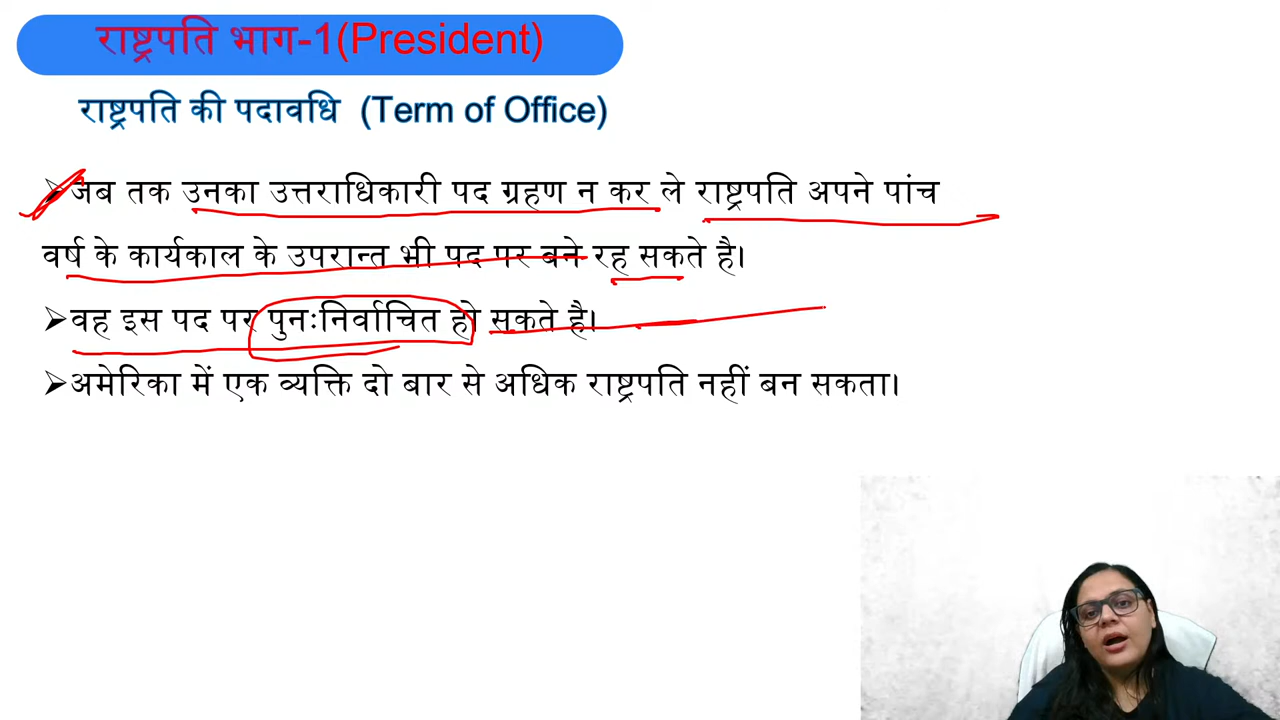 राष्ट्रपति भाग-1(President)
राष्ट्रपति की पदावधि (Term of Office)
➤जब तक उनका उत्तराधिकारी पद ग्रहण न कर ले राष्ट्रपति अपने पांच
वर्ष के कार्यकाल के उपरान्त भी पद पर बने रह सकते है।
➤वह इस पद पर पुनःनिर्वाचित हो सकते है।
➤अमेरिका में एक व्यक्ति दो बार से अधिक राष्ट्रपति नहीं बन सकता।